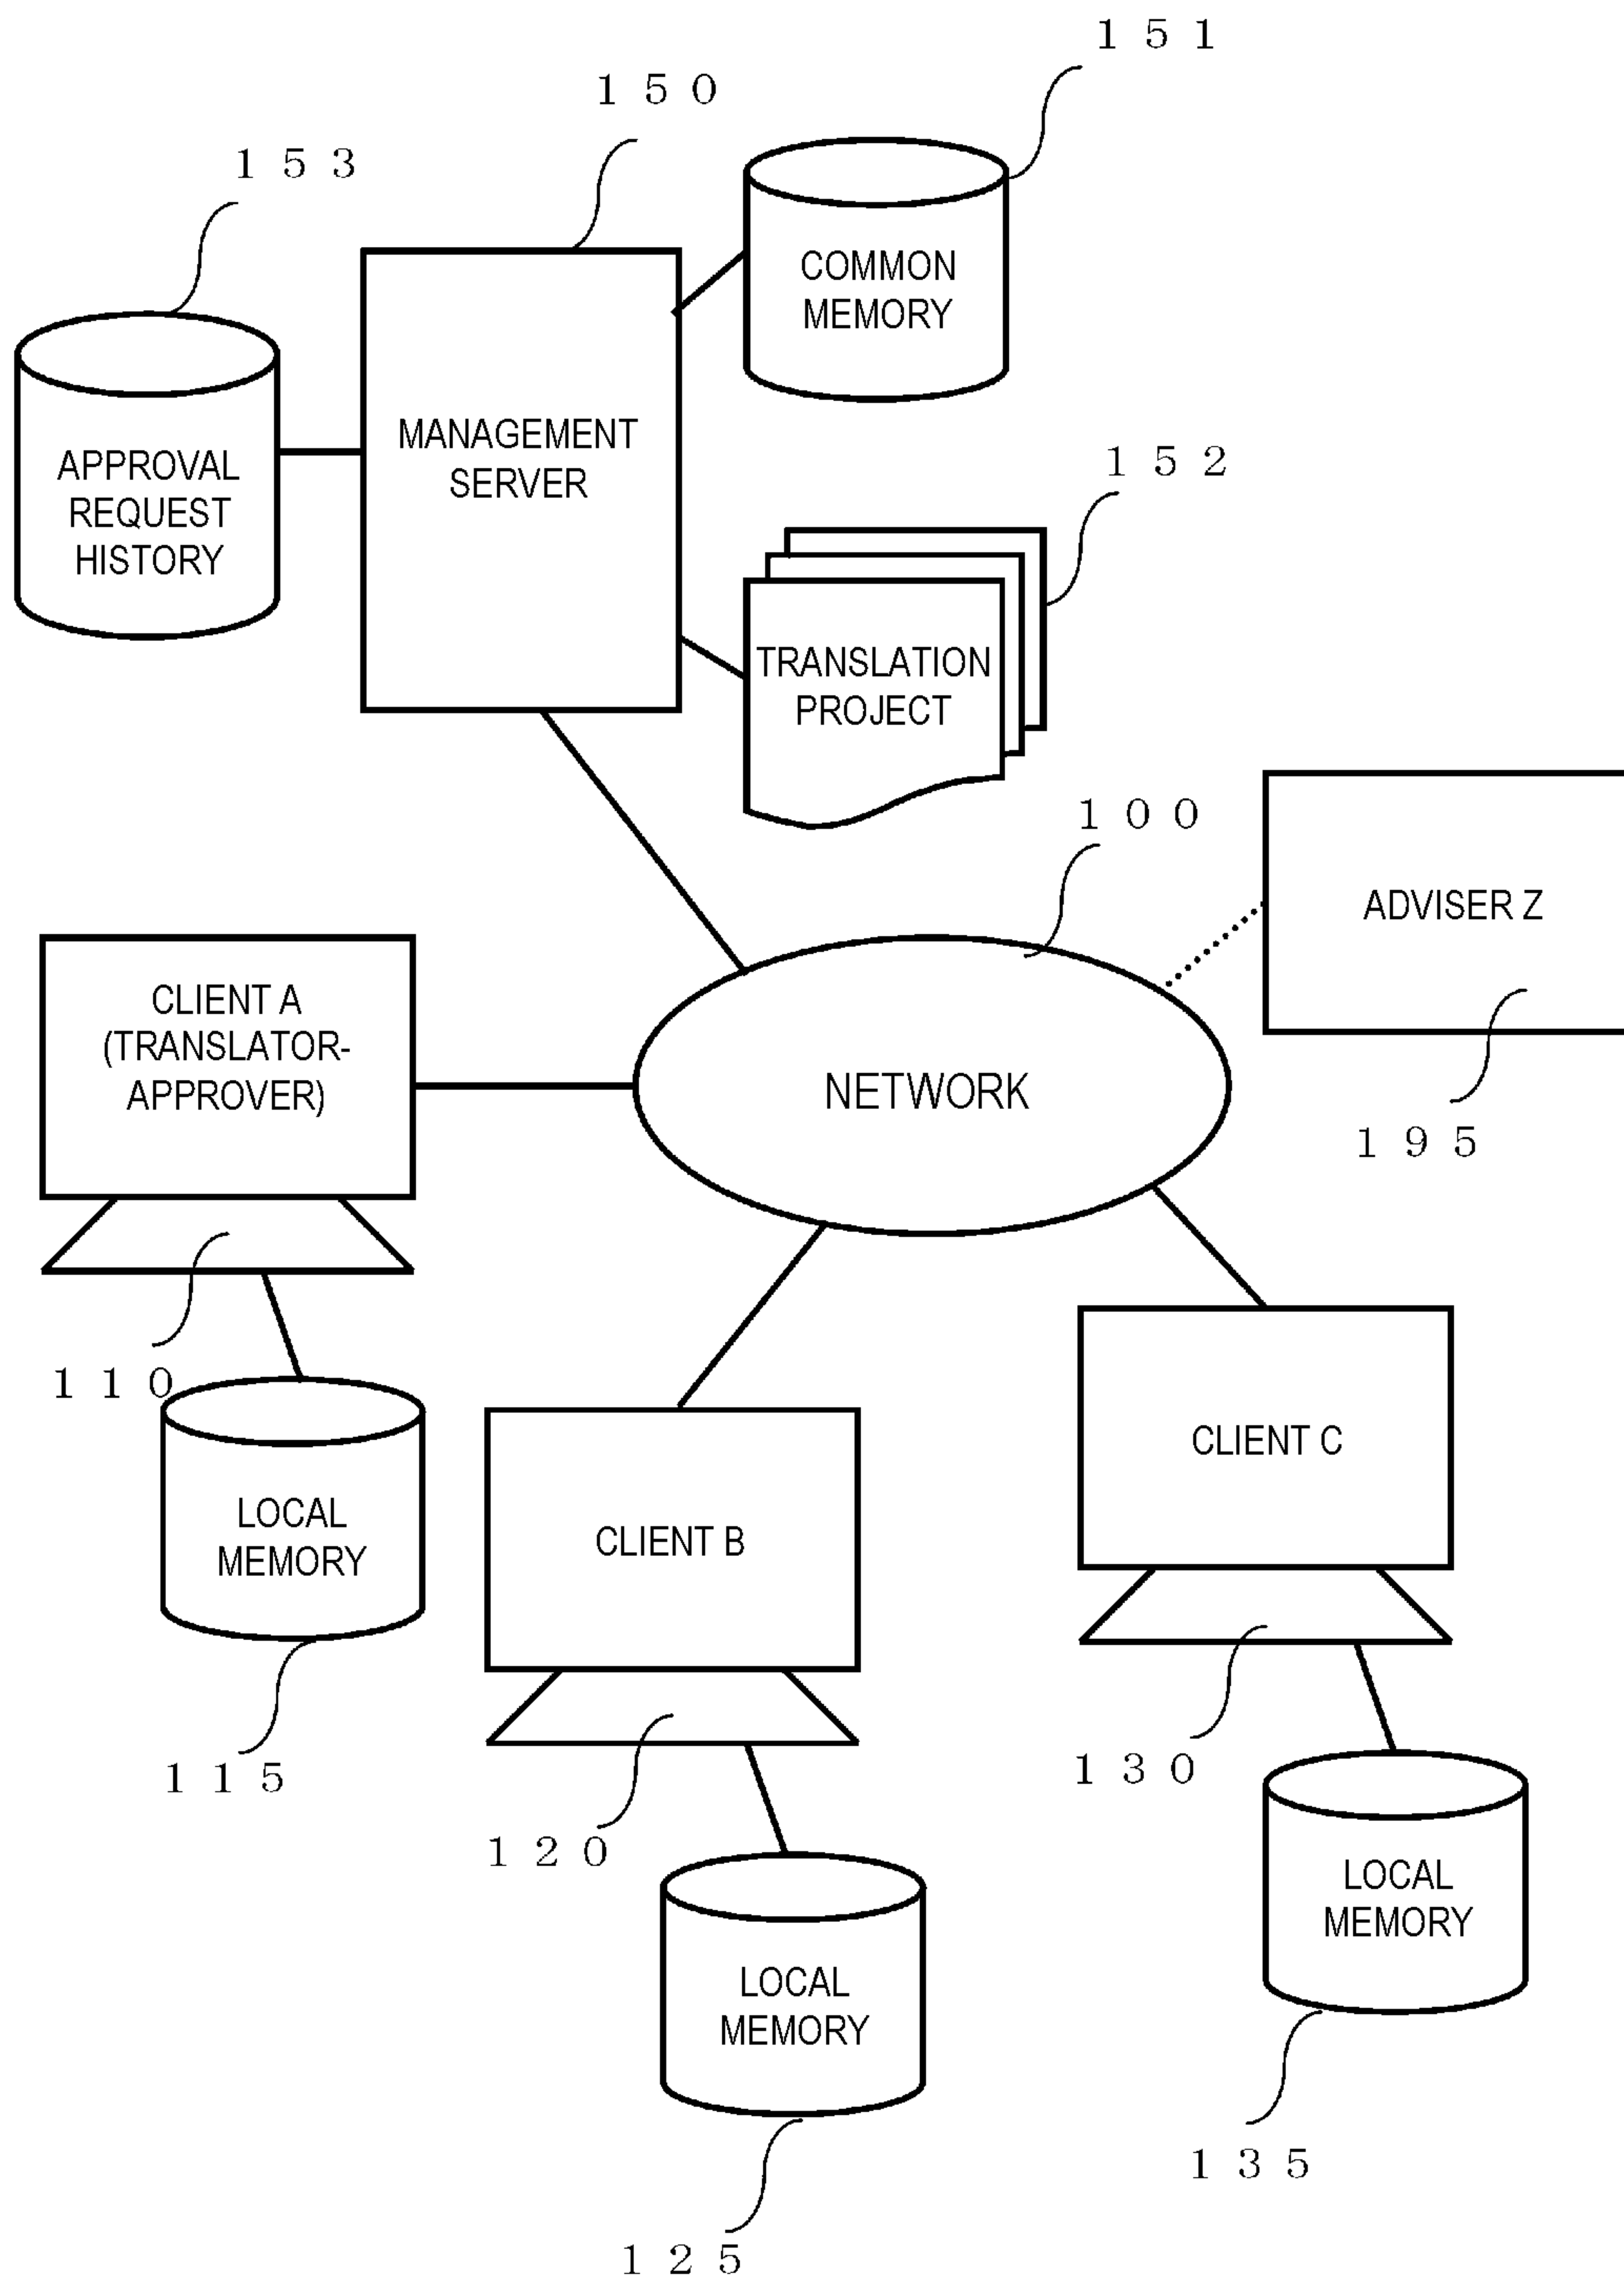 151
150
153
COMMON
MEMORY
MANAGEMENT
SERVER
APPROVAL
REQUEST
HISTORY
152
TRANSLATION
PROJECT
100
ADVISER Z
195
CLIENT A
(TRANSLATOR-
APPROVER)
NETWORK
110
LOCAL
MEMORY
115
CLIENT B
120
CLIENT C
130
LOCAL
MEMORY
125
LOCAL
MEMORY
135